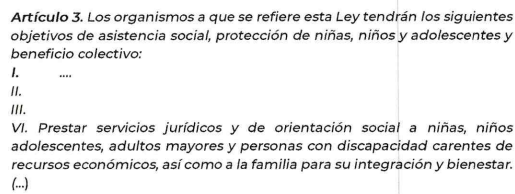 Artículo 3. Los organismos a que se refiere esta Ley tendrán los siguientes
objetivos de asistencia social, protección de niñas, niños y adolescentes y
beneficio colectivo:
I. ....
II.
III.
VI. Prestar servicios jurídicos y de orientación social a niñas, niños
adolescentes, adultos mayores y personas con discapacidad carentes de
recursos económicos, así como a la familia para su integración y bienestar.
(...)